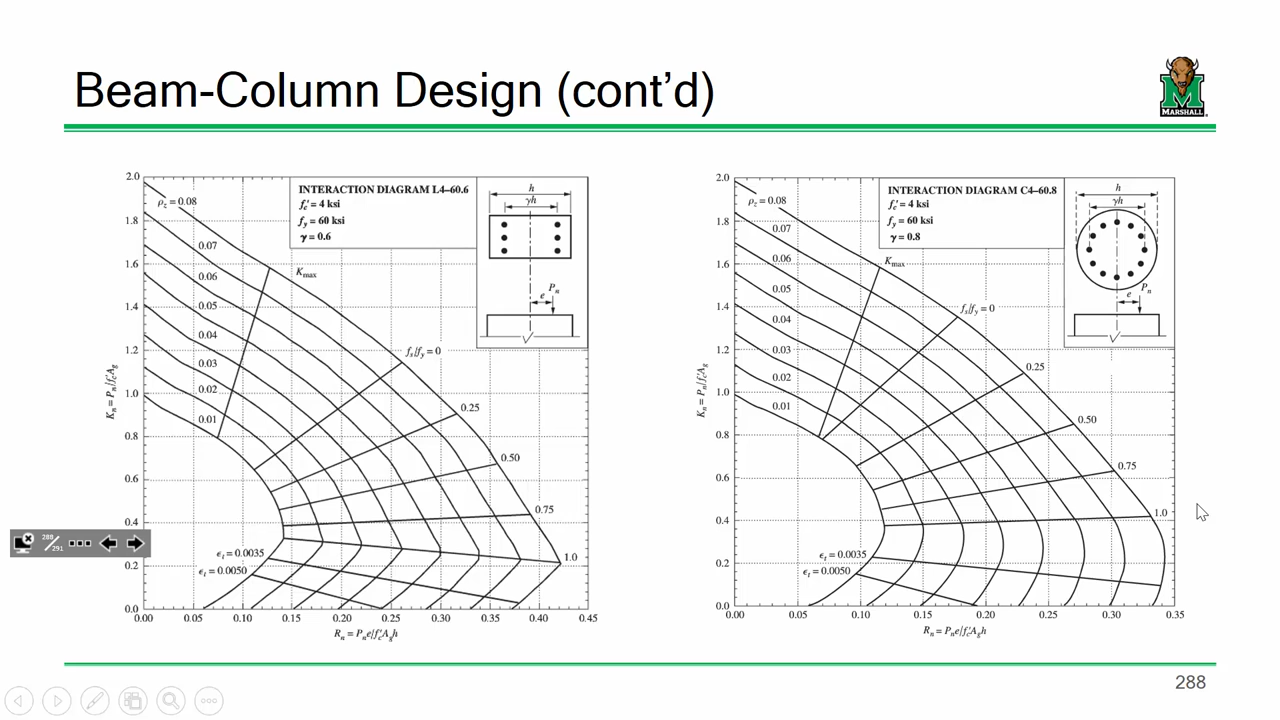 Beam-Column Design (cont’d)
MARSHALL
INTERACTION DIAGRAM L4–60.6
f′c = 4 ksi
fy = 60 ksi
γ = 0.6
h
γh
e
Pn
ρz = 0.08
0.07
0.06
0.05
0.04
0.03
0.02
0.01
Kmax
fs/fy = 0
0.25
0.50
0.75
1.0
ϵt = 0.0035
ϵt = 0.0050
2.0
1.8
1.6
1.4
1.2
1.0
0.8
0.6
0.4
0.2
0.0
Kn = Pn/f′c Ag
0.00 0.05 0.10 0.15 0.20 0.25 0.30 0.35 0.40 0.45
Rn = Pn e/f′c Ag h
INTERACTION DIAGRAM C4–60.8
f′c = 4 ksi
fy = 60 ksi
γ = 0.8
h
γh
e
Pn
ρz = 0.08
0.07
0.06
0.05
0.04
0.03
0.02
0.01
Kmax
fs/fy = 0
0.25
0.50
0.75
1.0
ϵt = 0.0035
ϵt = 0.0050
2.0
1.8
1.6
1.4
1.2
1.0
0.8
0.6
0.4
0.2
0.0
Kn = Pn/f′c Ag
0.00 0.05 0.10 0.15 0.20 0.25 0.30 0.35
Rn = Pn e/f′c Ag h
288/291
288